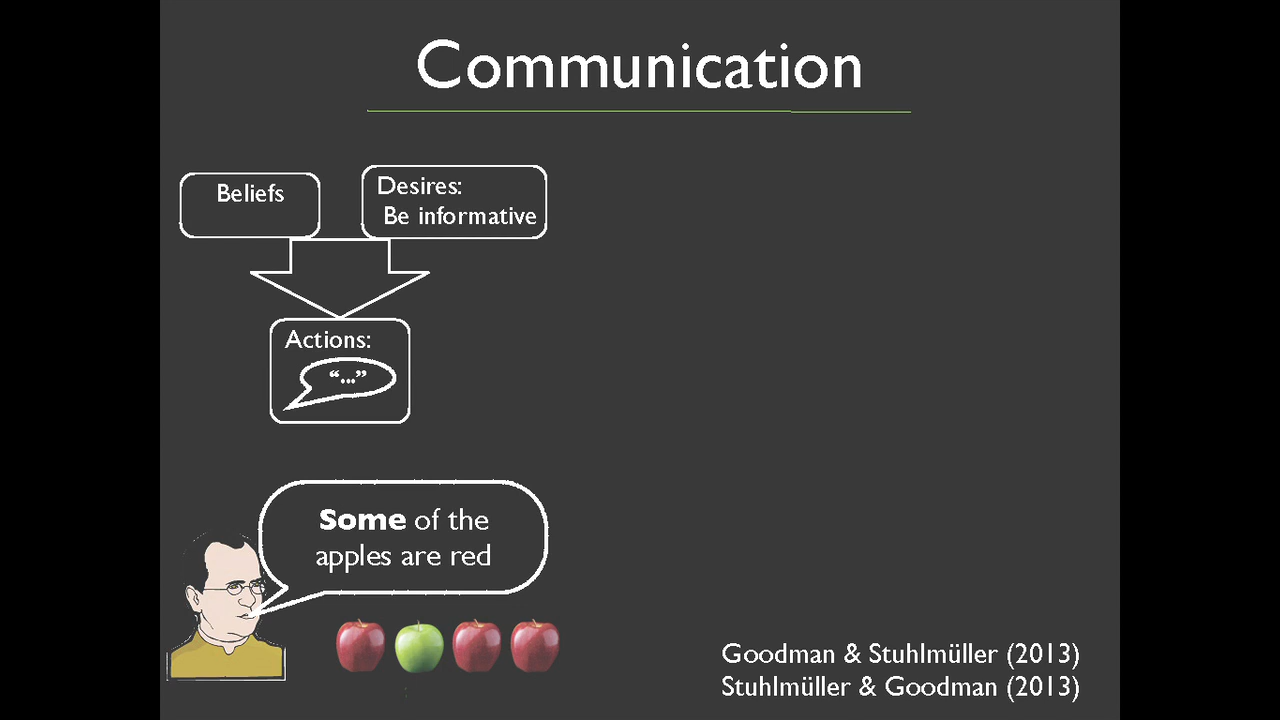 Communication
Beliefs
Desires:
Be informative
Actions:
“...”
Some of the
apples are red
Goodman & Stuhlmüller (2013)
Stuhlmüller & Goodman (2013)